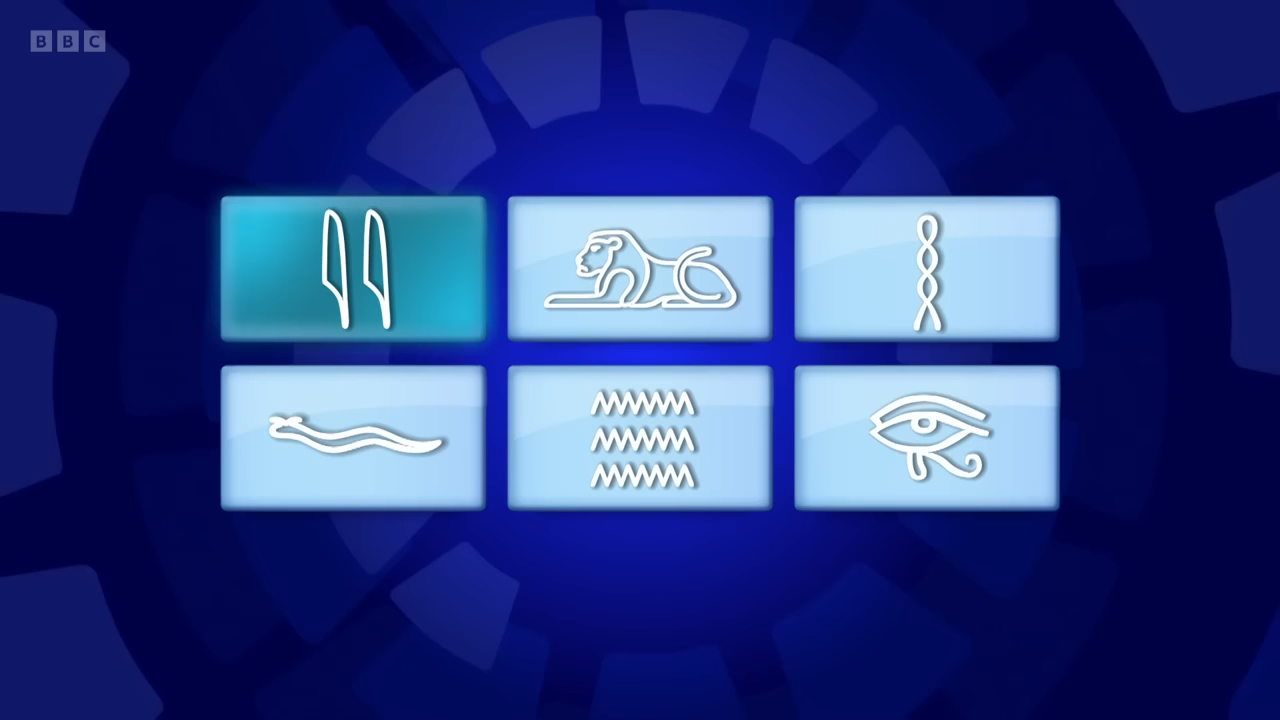 BBC
𓇌 𓃭 𓎛
𓆑 𓈗 𓂀